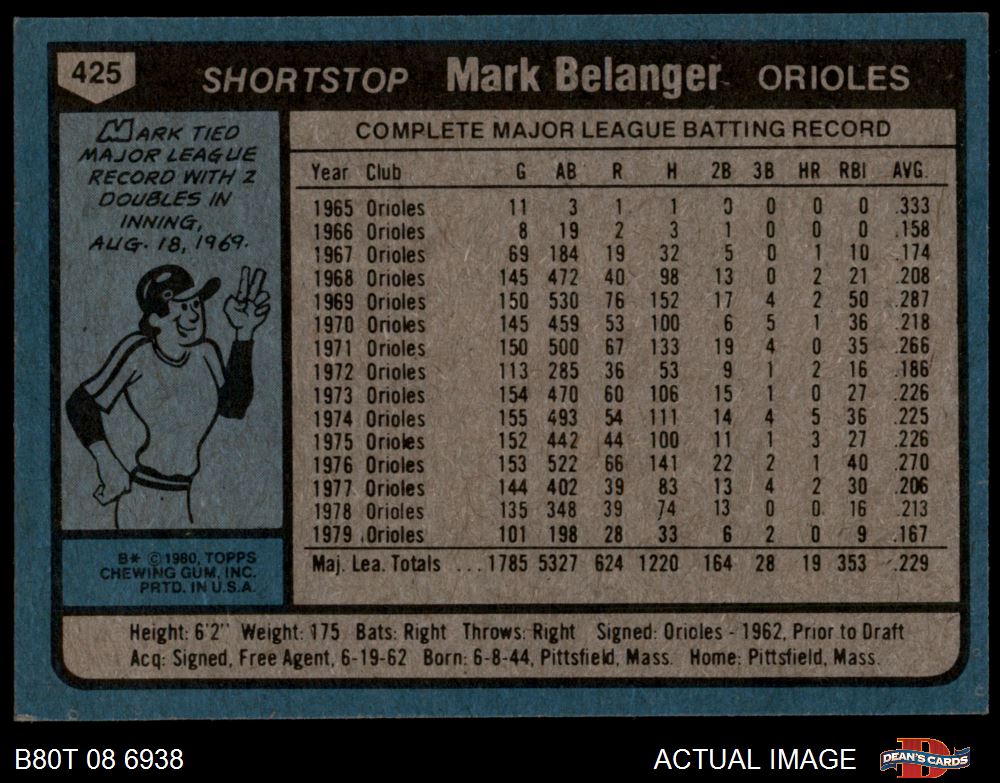 425 SHORTSTOP Mark Belanger ORIOLES
MARK TIED
MAJOR LEAGUE
RECORD WITH 2
DOUBLES IN
INNING,
AUG. 18, 1969.
B* © 1980, TOPPS
CHEWING GUM, INC.
PRTD. IN U.S.A.
COMPLETE MAJOR LEAGUE BATTING RECORD
Year Club G AB R H 2B 3B HR RBI AVG.
1965 Orioles 11 3 1 1 0 0 0 0 .333
1966 Orioles 8 19 2 3 1 0 0 0 .158
1967 Orioles 69 184 19 32 5 0 1 10 .174
1968 Orioles 145 472 40 98 13 0 2 21 .208
1969 Orioles 150 530 76 152 17 4 2 50 .287
1970 Orioles 145 459 53 100 6 5 1 36 .218
1971 Orioles 150 500 67 133 19 4 0 35 .266
1972 Orioles 113 285 36 53 9 1 2 16 .186
1973 Orioles 154 470 60 106 15 1 0 27 .226
1974 Orioles 155 493 54 111 14 4 5 36 .225
1975 Orioles 152 442 44 100 11 1 3 27 .226
1976 Orioles 153 522 66 141 22 2 1 40 .270
1977 Orioles 144 402 39 83 13 4 2 30 .206
1978 Orioles 135 348 39 74 13 0 0 16 .213
1979 Orioles 101 198 28 33 6 2 0 9 .167
Maj. Lea. Totals ...1785 5327 624 1220 164 28 19 353 .229
Height: 6'2" Weight: 175 Bats: Right Throws: Right Signed: Orioles - 1962, Prior to Draft
Acq: Signed, Free Agent, 6-19-62 Born: 6-8-44, Pittsfield, Mass. Home: Pittsfield, Mass.
B80T 08 6938 ACTUAL IMAGE DEAN'S CARDS